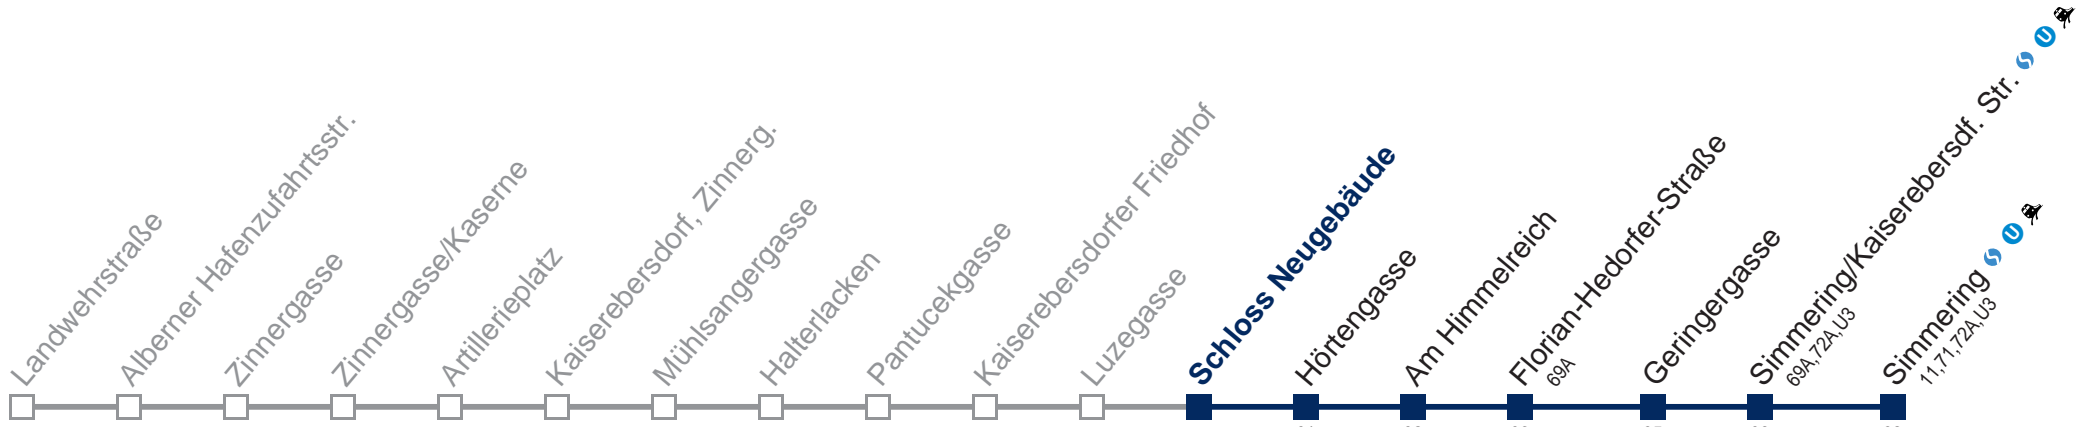 Landwehrstraße
Alberner Hafenzufahrtsstr.
Zinnergasse
Zinnergasse/Kaserne
Artillerieplatz
Kaiserebersdorf, Zinnerg.
Mühlsangergasse
Halterlacken
Pantucekgasse
Kaiserebersdorfer Friedhof
Luzegasse
Schloss Neugebäude
Hörtengasse
Am Himmelreich
Florian-Hedorfer-Straße
69A
Geringergasse
Simmering/Kaiserebersdf. Str. S U
69A,72A,U3
Simmering S U
11,71,72A,U3